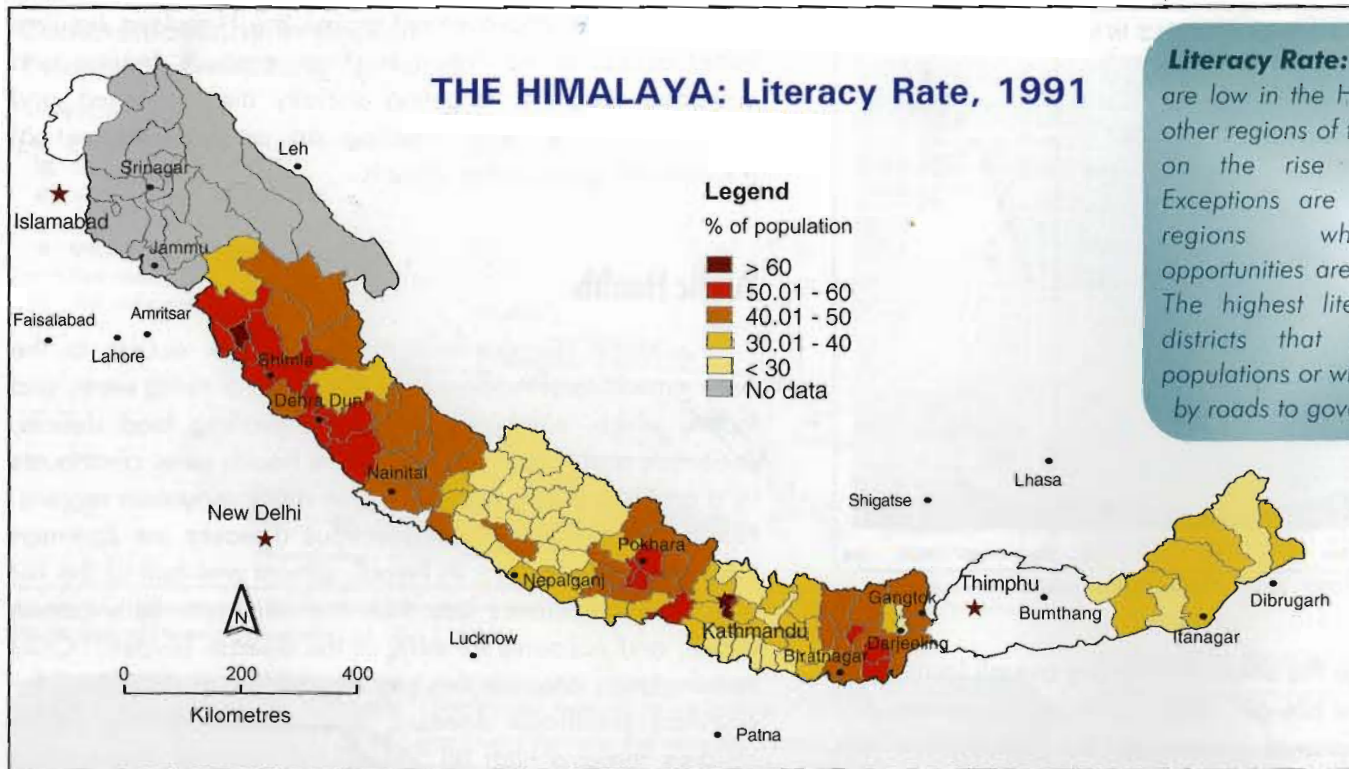 THE HIMALAYA: Literacy Rate, 1991
Literacy Rate:
are low in the H
other regions of t
on the rise
Exceptions are
regions wh
opportunities are
The highest lite
districts that
populations or w
by roads to gove
Legend
% of population
> 60
50.01 - 60
40.01 - 50
30.01 - 40
< 30
No data
Leh
Srinagar
Islamabad
Jammu
Faisalabad
Amritsar
Lahore
Shimla
Dehra Dun
Nainital
New Delhi
N
0 200 400
Kilometres
Nepalganj
Pokhara
Lucknow
Kathmandu
Biratnagar
Darjeeling
Gangtok
Patna
Shigatse
Lhasa
Thimphu
Bumthang
Itanagar
Dibrugarh